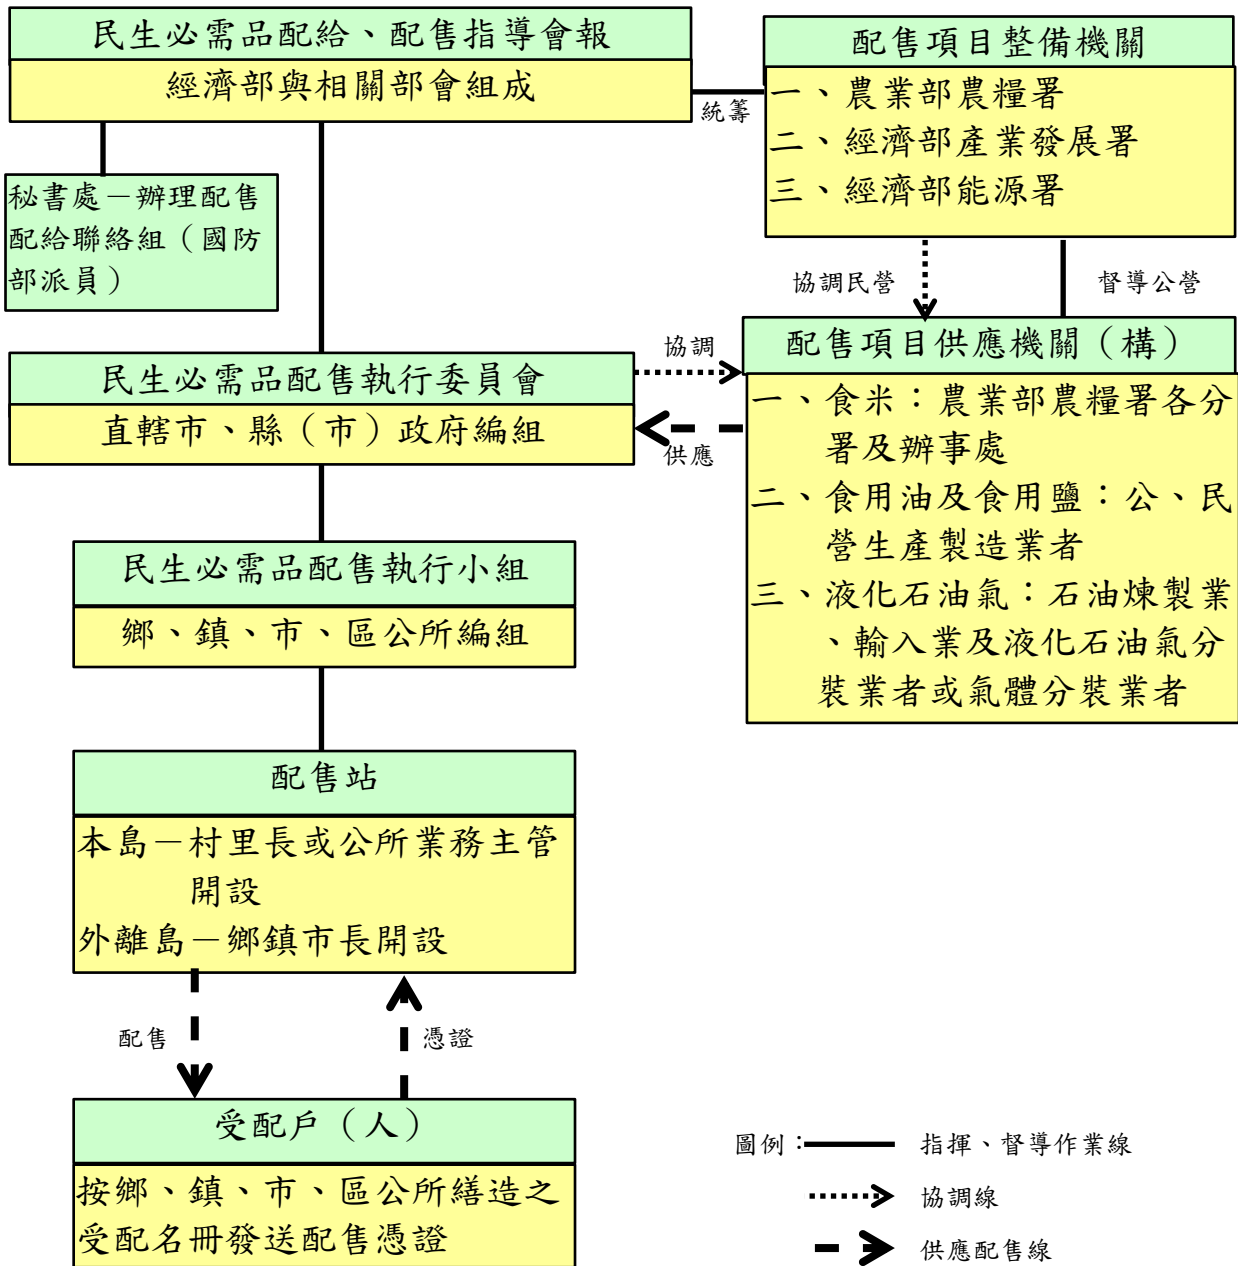 民生必需品配給、配售指導會報
經濟部與相關部會組成
配售項目整備機關
一、農業部農糧署
二、經濟部產業發展署
三、經濟部能源署
統籌
秘書處－辦理配售
配給聯絡組（國防
部派員）
協調民營
督導公營
民生必需品配售執行委員會
直轄市、縣（市）政府編組
協調
供應
配售項目供應機關（構）
一、食米：農業部農糧署各分
署及辦事處
二、食用油及食用鹽：公、民
營生產製造業者
三、液化石油氣：石油煉製業
、輸入業及液化石油氣分
裝業者或氣體分裝業者
民生必需品配售執行小組
鄉、鎮、市、區公所編組
配售站
本島－村里長或公所業務主管
開設
外離島－鄉鎮市長開設
配售
憑證
受配戶（人）
按鄉、鎮、市、區公所繕造之
受配名冊發送配售憑證
圖例：
指揮、督導作業線
協調線
供應配售線